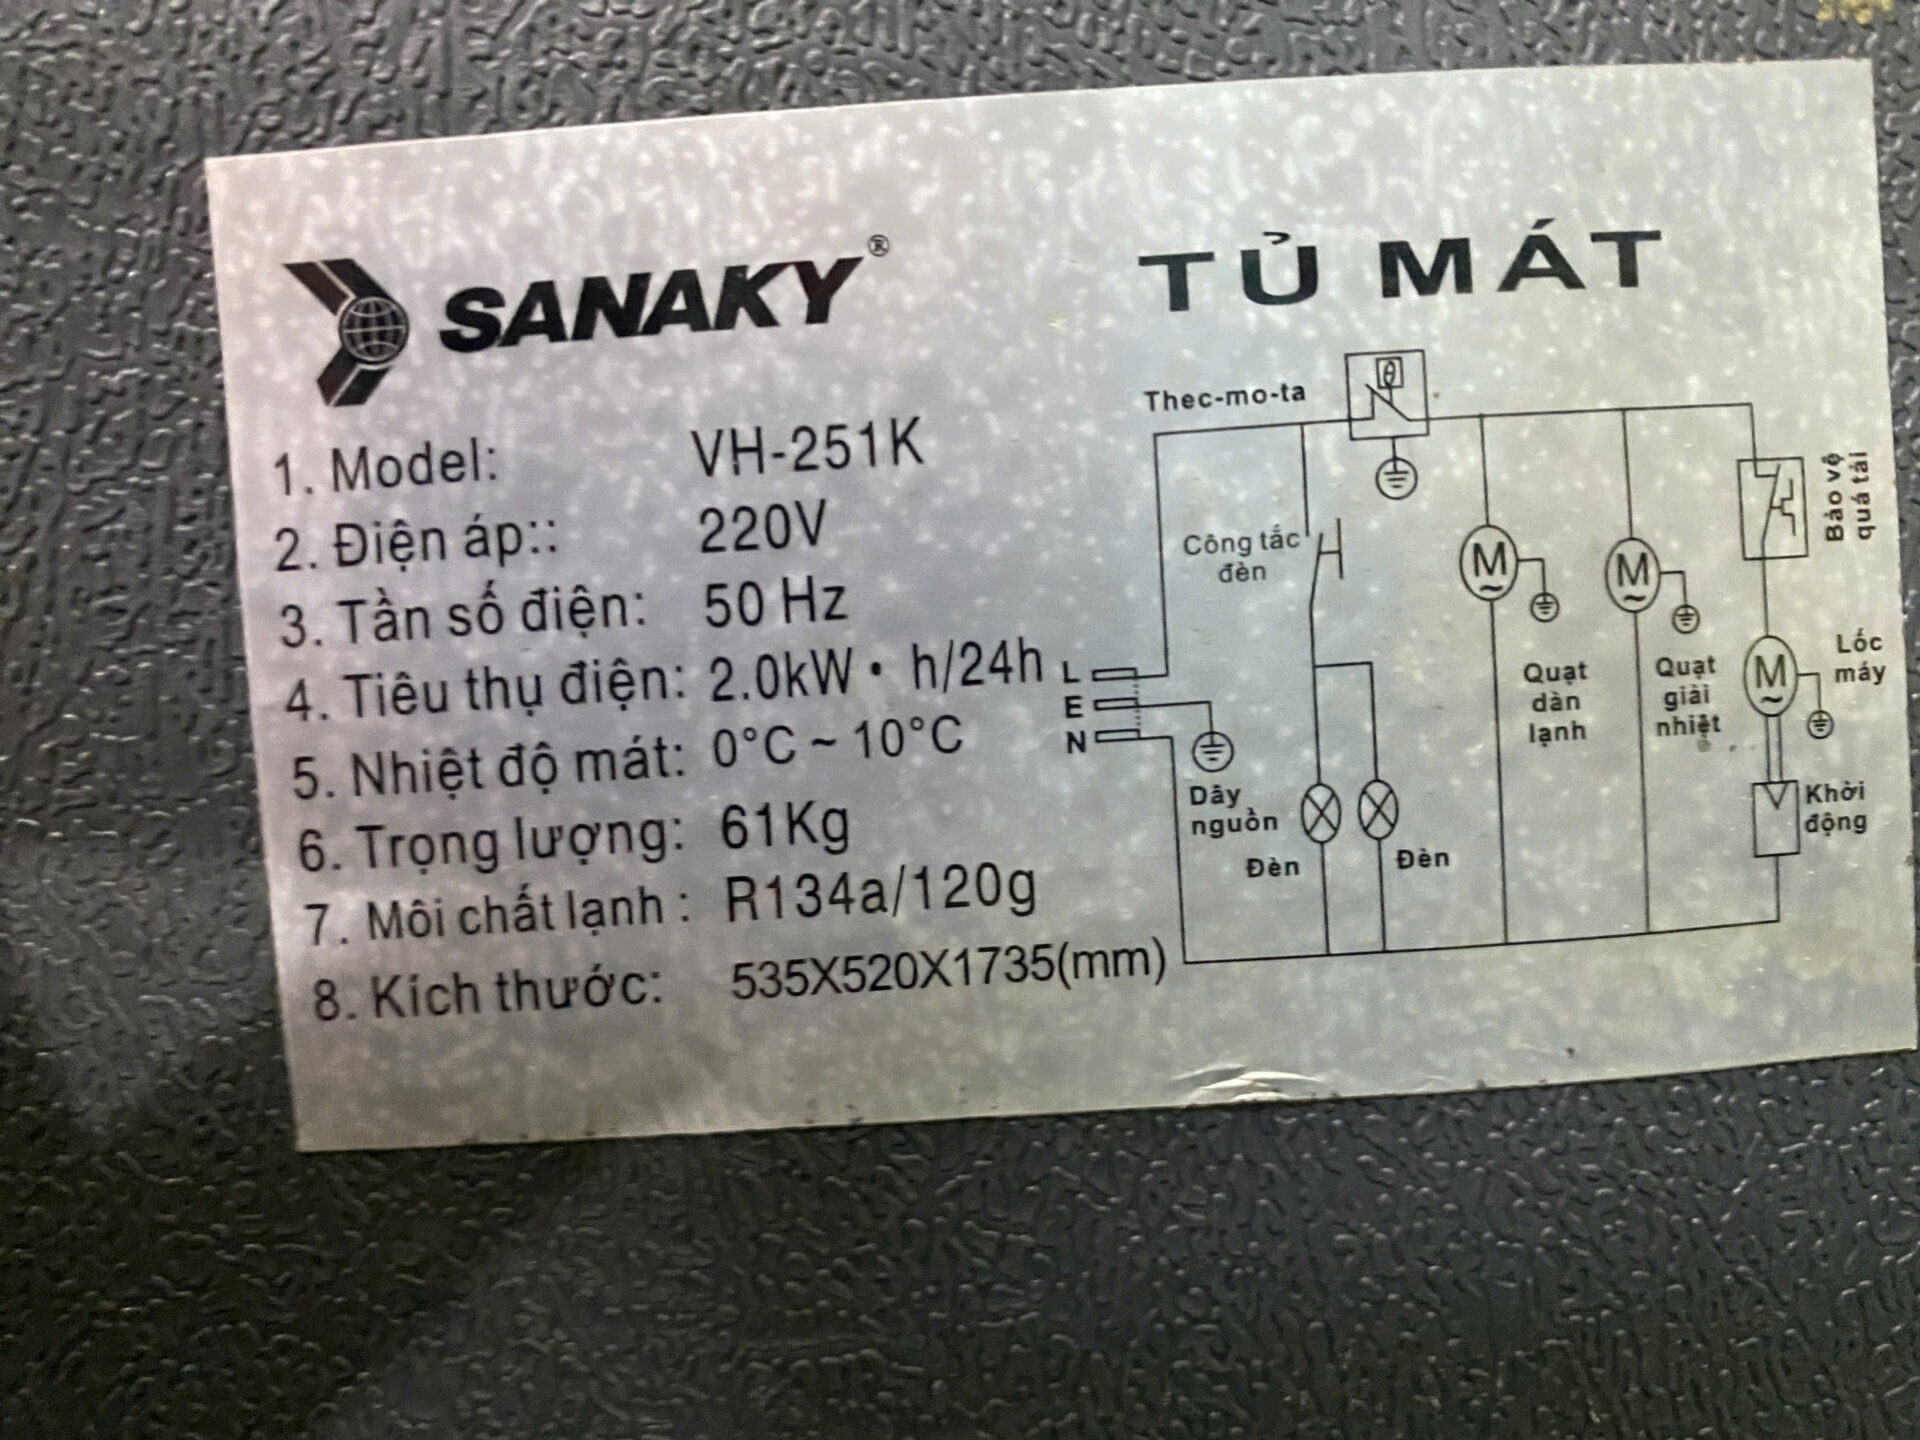 SANAKY®
TỦ MÁT
1. Model: VH-251K
2. Điện áp:: 220V
3. Tần số điện: 50 Hz
4. Tiêu thụ điện: 2.0kW • h/24h
5. Nhiệt độ mát: 0°C ~ 10°C
6. Trọng lượng: 61Kg
7. Môi chất lạnh : R134a/120g
8. Kích thước: 535X520X1735(mm)
Thec-mo-ta
θ
Bảo vệ
quá tải
Công tắc
đèn
M
~
M
~
M
~
Lốc
máy
L
E
N
Quạt
dàn
lạnh
Quạt
giải
nhiệt
Dây
nguồn
Đèn
Đèn
Khởi
động